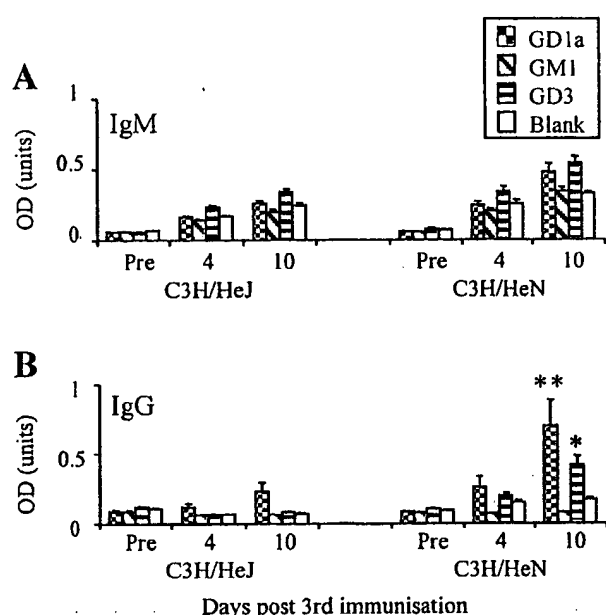 GD1a
GM1
GD3
Blank
A
1
0.5
0
OD (units)
IgM
Pre 4 10 Pre 4 10
C3H/HeJ C3H/HeN
B
1
0.5
0
OD (units)
IgG
** *
Pre 4 10 Pre 4 10
C3H/HeJ C3H/HeN
Days post 3rd immunisation